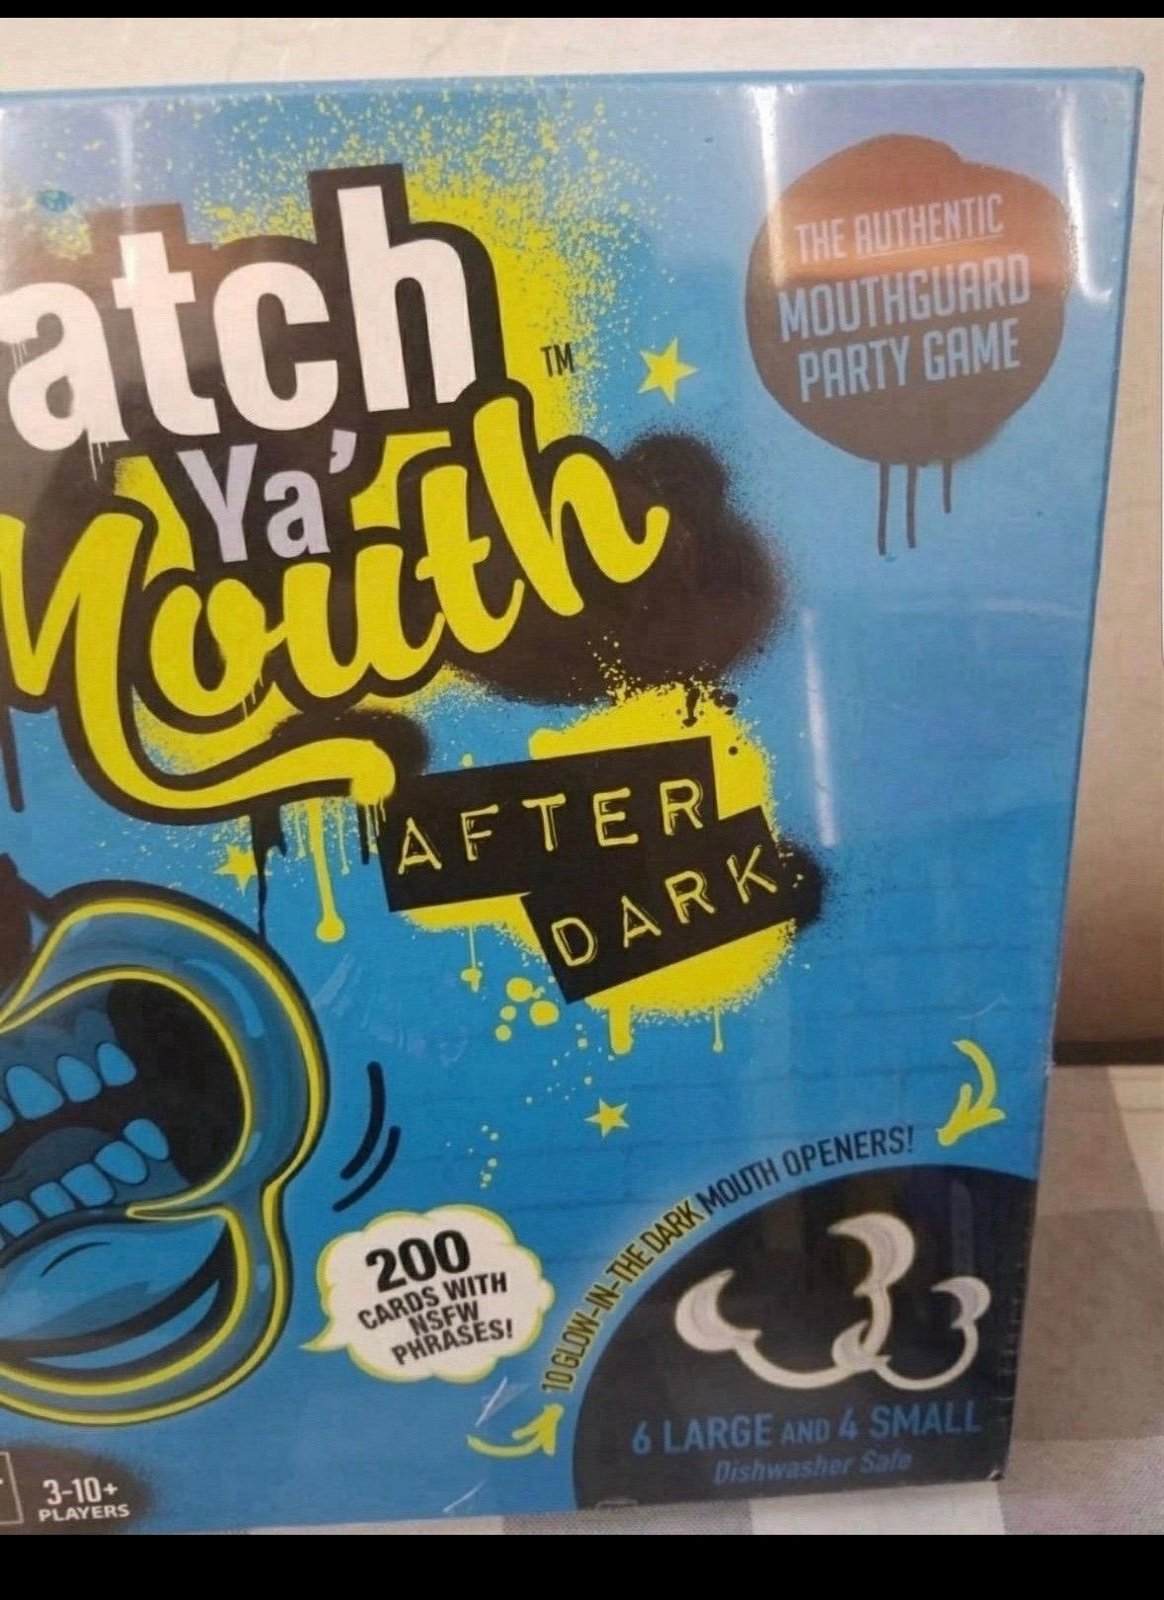 atch
Ya'
Mouth
TM
THE AUTHENTIC
MOUTHGUARD
PARTY GAME
AFTER
DARK
10 GLOW-IN-THE DARK MOUTH OPENERS!
200
CARDS WITH
NSFW
PHRASES!
6 LARGE AND 4 SMALL
Dishwasher Safe
3-10+
PLAYERS